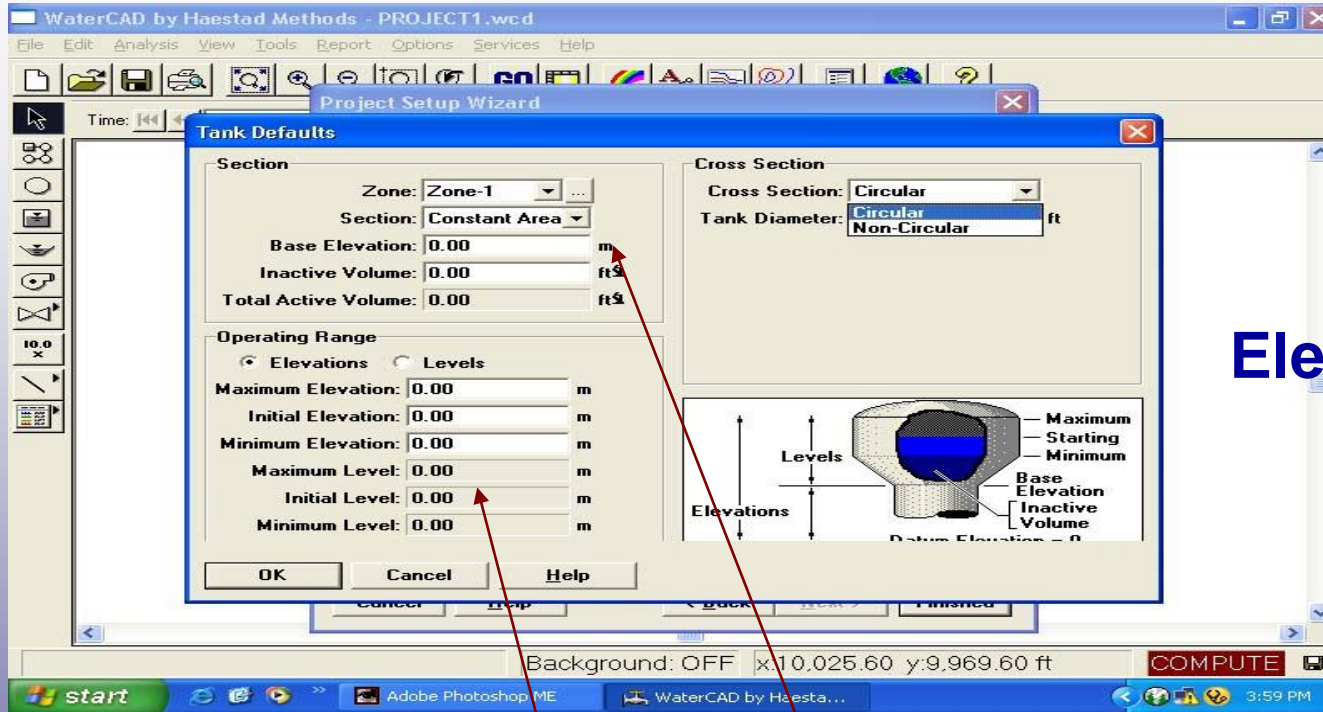 WaterCAD by Haestad Methods - PROJECT1.wcd
File Edit Analysis View Tools Report Options Services Help
GO
Project Setup Wizard
Time:
Tank Defaults
Section
Zone: Zone-1 ...
Section: Constant Area
Base Elevation: 0.00 m
Inactive Volume: 0.00
Total Active Volume: 0.00
Cross Section
Cross Section: Circular
Circular
Non-Circular
Tank Diameter: ft
Operating Range
Elevations Levels
Maximum Elevation: 0.00 m
Initial Elevation: 0.00 m
Minimum Elevation: 0.00 m
Maximum Level: 0.00 m
Initial Level: 0.00 m
Minimum Level: 0.00 m
Maximum
Starting
Minimum
Levels
Base
Elevation
Elevations
Inactive
Volume
Datum Elevation = 0
OK Cancel Help
Cancel Help < Back Next > Finished
10.0
Ele
Background: OFF x:10,025.60 y:9,969.60 ft COMPUTE
start Adobe Photoshop ME WaterCAD by Haesta... 3:59 PM